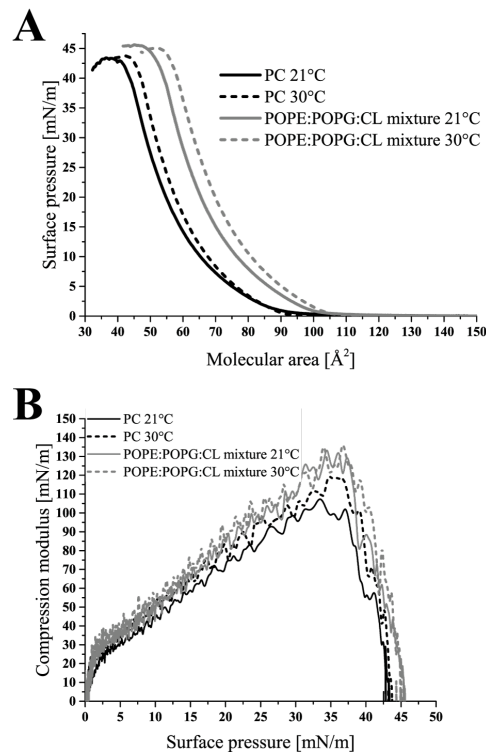 A
Surface pressure [mN/m]
50
45
40
35
30
25
20
15
10
5
0
PC 21°C
PC 30°C
POPE:POPG:CL mixture 21°C
POPE:POPG:CL mixture 30°C
30 40 50 60 70 80 90 100 110 120 130 140 150
Molecular area [Å²]
B
Compression modulus [mN/m]
150
140
130
120
110
100
90
80
70
60
50
40
30
20
10
0
PC 21°C
PC 30°C
POPE:POPG:CL mixture 21°C
POPE:POPG:CL mixture 30°C
0 5 10 15 20 25 30 35 40 45 50
Surface pressure [mN/m]